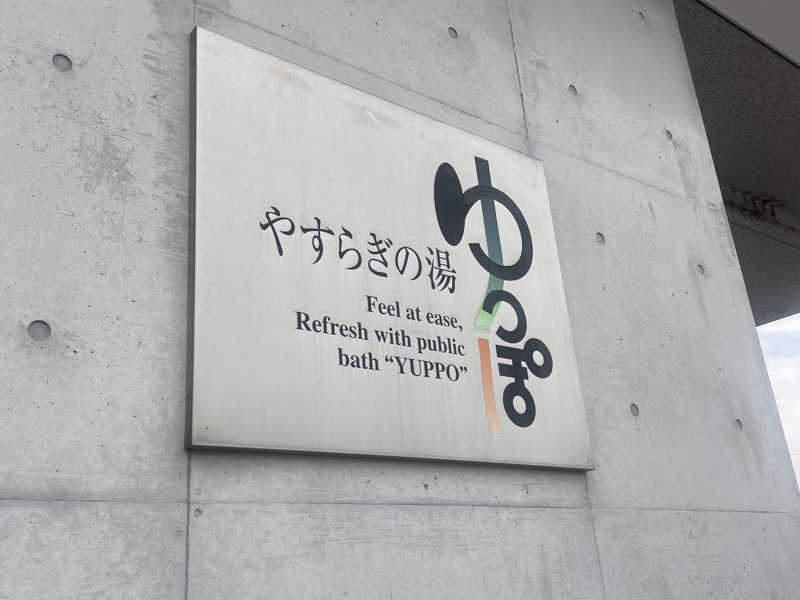 やすらぎの湯
ゆっぽ
Feel at ease,
Refresh with public
bath “YUPPO”